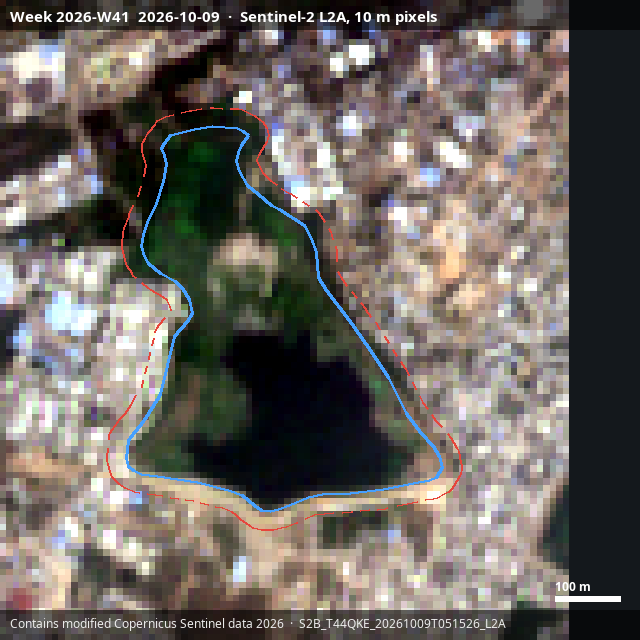 Week 2026-W41  2026-10-09  ·  Sentinel-2 L2A, 10 m pixels
100 m
Contains modified Copernicus Sentinel data 2026  ·  S2B_T44QKE_20261009T051526_L2A